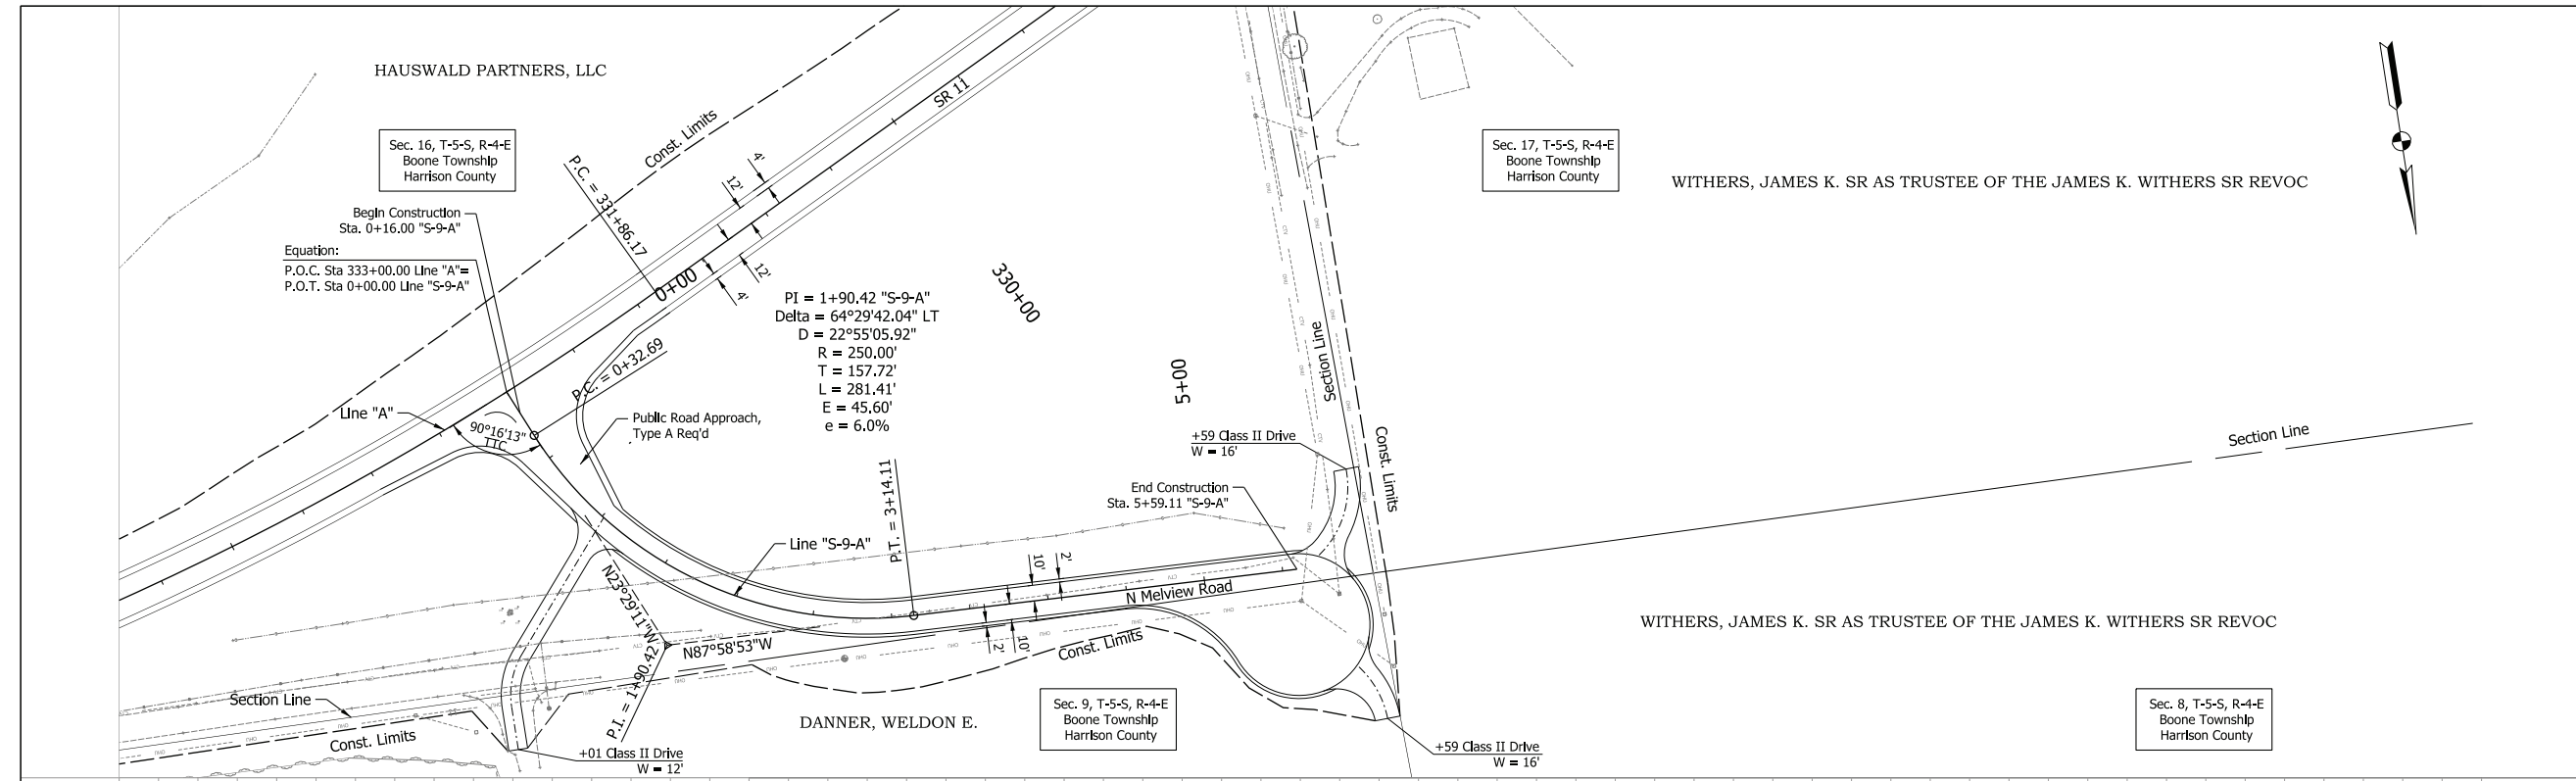 HAUSWALD PARTNERS, LLC
Sec. 16, T-5-S, R-4-E
Boone Township
Harrison County
Begin Construction
Sta. 0+16.00 "S-9-A"
Equation:
P.O.C. Sta 333+00.00 Line "A"=
P.O.T. Sta 0+00.00 Line "S-9-A"
Const. Limits
SR 11
P.C. = 331+86.17
4'
12'
0+00
12'
4'
PI = 1+90.42 "S-9-A"
Delta = 64°29'42.04" LT
D = 22°55'05.92"
R = 250.00'
T = 157.72'
L = 281.41'
E = 45.60'
e = 6.0%
330+00
5+00
P.C. = 0+32.69
Line "A"
90°16'13"
TTC
Public Road Approach,
Type A Req'd
Sec. 17, T-5-S, R-4-E
Boone Township
Harrison County
WITHERS, JAMES K. SR AS TRUSTEE OF THE JAMES K. WITHERS SR REVOC
Section Line
Const. Limits
+59 Class II Drive
W = 16'
End Construction
Sta. 5+59.11 "S-9-A"
Section Line
P.T. = 3+14.11
Line "S-9-A"
10'
2'
N Melview Road
2'
10'
N23°29'11"W
N87°58'53"W
P.I. = 1+90.42
Const. Limits
WITHERS, JAMES K. SR AS TRUSTEE OF THE JAMES K. WITHERS SR REVOC
Section Line
Const. Limits
DANNER, WELDON E.
Sec. 9, T-5-S, R-4-E
Boone Township
Harrison County
Sec. 8, T-5-S, R-4-E
Boone Township
Harrison County
+01 Class II Drive
W = 12'
+59 Class II Drive
W = 16'